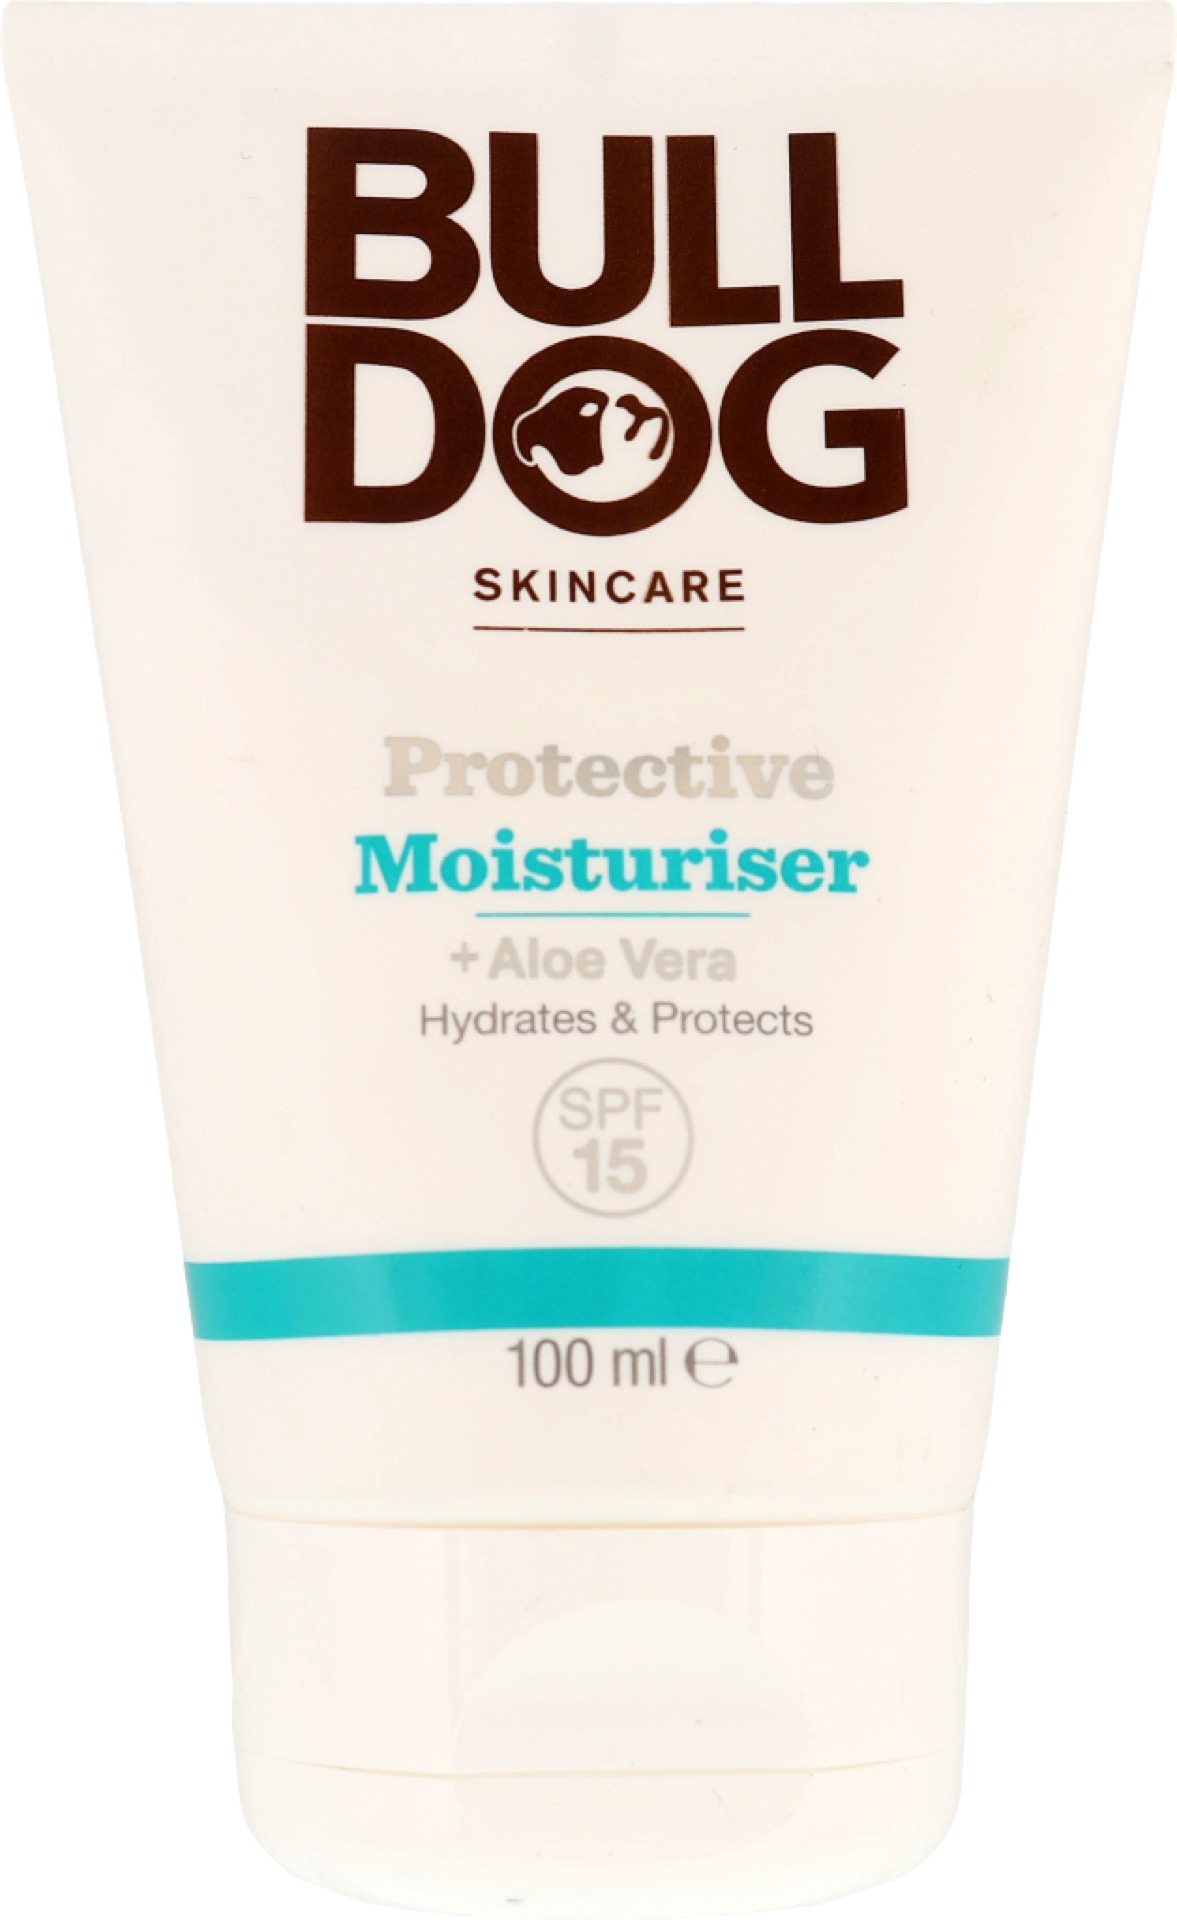 BULL
DOG
SKINCARE
Protective
Moisturiser
+ Aloe Vera
Hydrates & Protects
SPF
15
100 ml ℮